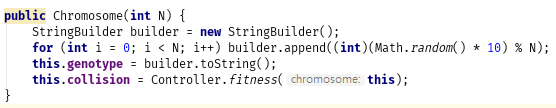 public Chromosome(int N) {
StringBuilder builder = new StringBuilder();
for (int i = 0; i < N; i++) builder.append((int)(Math.random() * 10) % N);
this.genotype = builder.toString();
this.collision = Controller.fitness( chromosome: this);
}